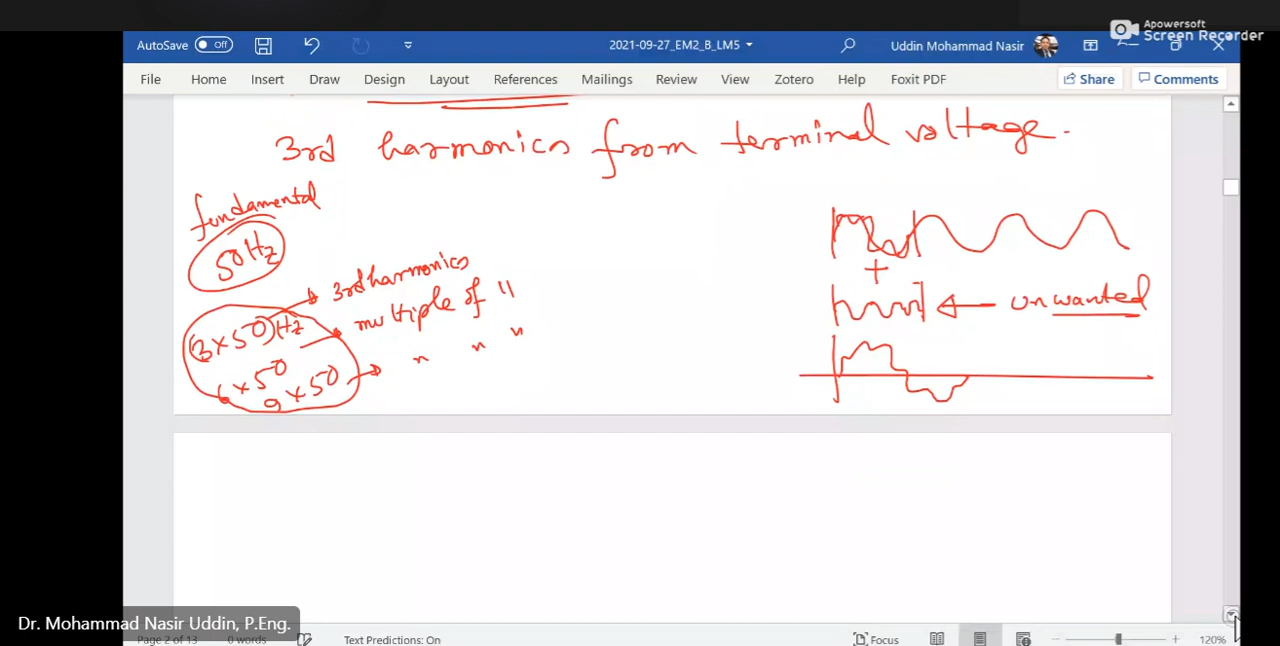 Apowersoft
Screen Recorder
AutoSave Off 2021-09-27_EM2_B_LM5 Uddin Mohammad Nasir
File Home Insert Draw Design Layout References Mailings Review View Zotero Help Foxit PDF Share Comments
3rd harmonics from terminal voltage.
fundamental
50Hz
3rd harmonics
multiple of "
" " "
(3×50)Hz
6×50
9×50
+
unwanted
Dr. Mohammad Nasir Uddin, P.Eng.
Page 2 of 13 0 words Text Predictions: On Focus 120%